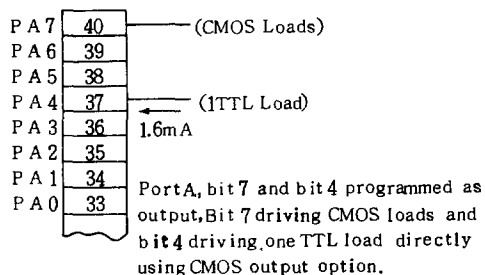 PA7 40 (CMOS Loads)
PA6 39
PA5 38
PA4 37 (1TTL Load)
PA3 36 1.6mA
PA2 35
PA1 34
PA0 33
PortA, bit 7 and bit 4 programmed as
output,Bit 7 driving CMOS loads and
bit 4 driving.one TTL load directly
using CMOS output option.